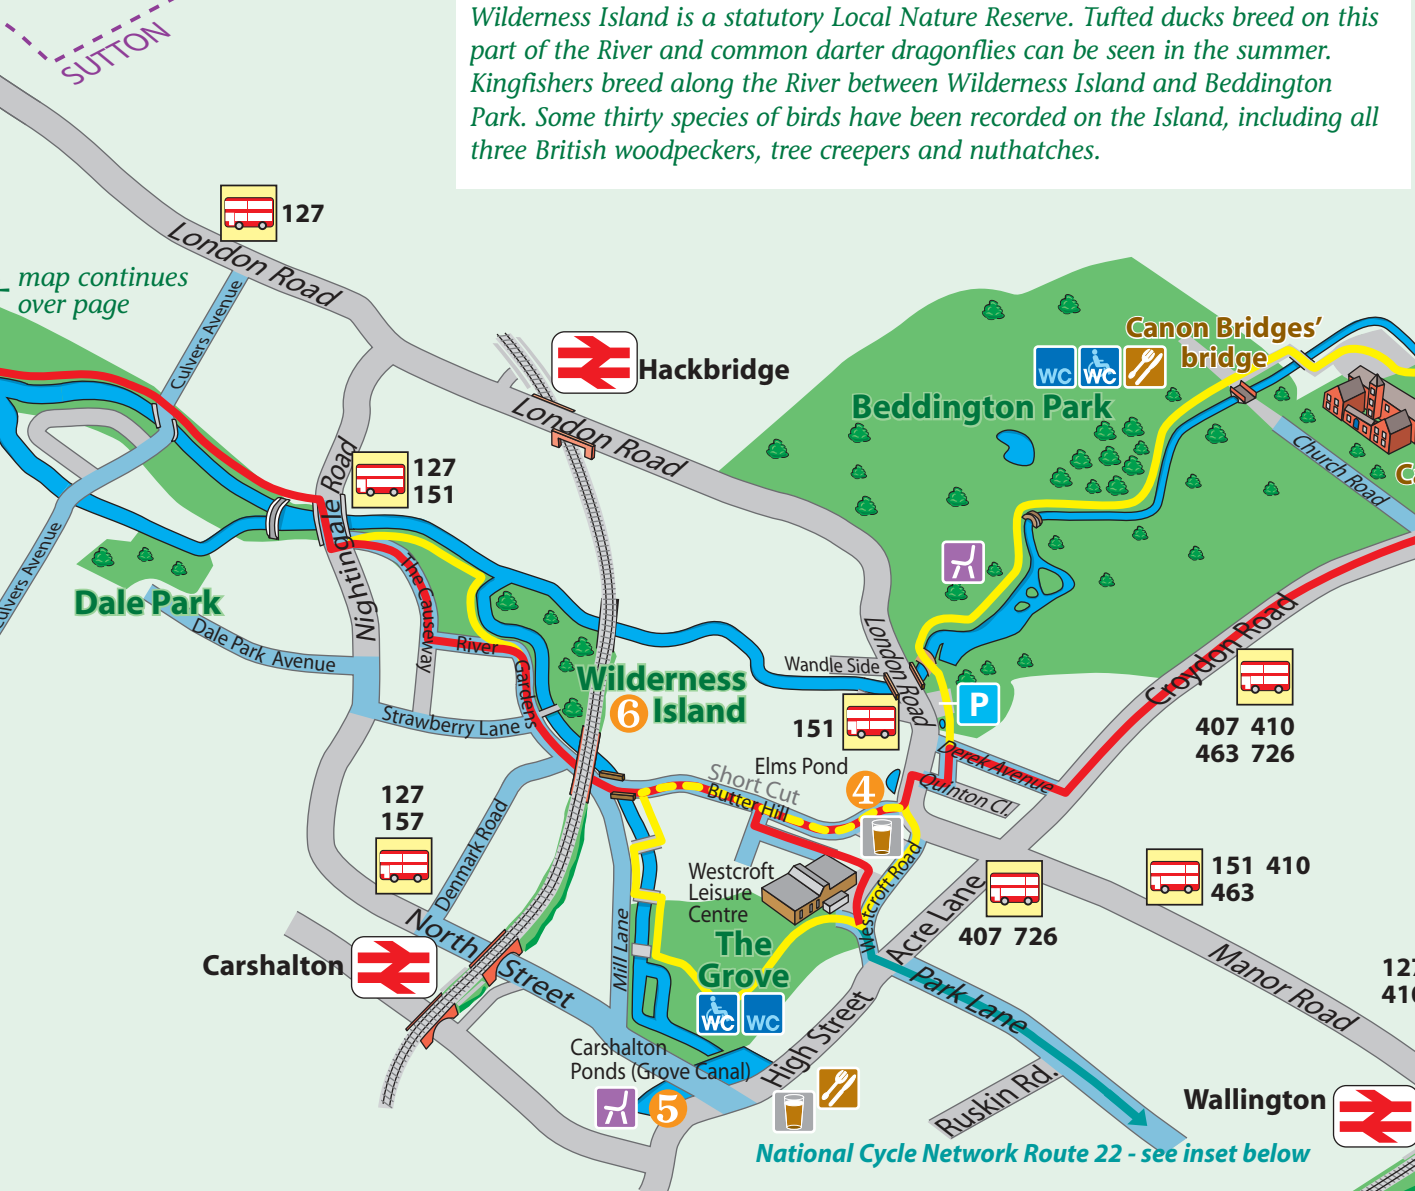 Wilderness Island is a statutory Local Nature Reserve. Tufted ducks breed on this
part of the River and common darter dragonflies can be seen in the summer.
Kingfishers breed along the River between Wilderness Island and Beddington
Park. Some thirty species of birds have been recorded on the Island, including all
three British woodpeckers, tree creepers and nuthatches.
SUTTON
127
London Road
map continues
over page
Culvers Avenue
Hackbridge
London Road
Canon Bridges’
bridge
WC
WC
Beddington Park
Church Road
127
151
Nightingale Road
Culvers Avenue
The Causeway
Dale Park
Dale Park Avenue
River
Gardens
Strawberry Lane
Wilderness
6 Island
Wandle Side
London Road
P
151
Croydon Road
407 410
463 726
Derek Avenue
Quinton Cl.
Elms Pond
4
Short Cut
Butter Hill
127
157
Denmark Road
Westcroft
Leisure
Centre
Westcroft Road
Acre Lane
407 726
151 410
463
Manor Road
North Street
Carshalton
Mill Lane
The
Grove
WC
WC
Park Lane
High Street
Carshalton
Ponds (Grove Canal)
5
Ruskin Rd.
Wallington
National Cycle Network Route 22 - see inset below